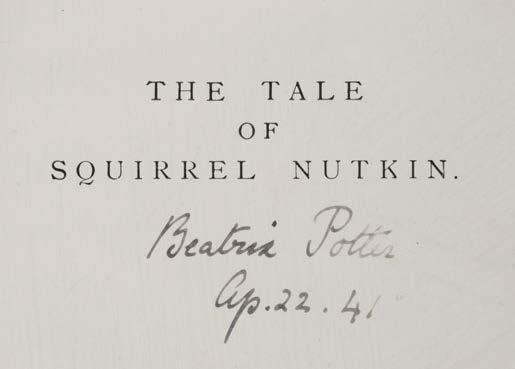 THE TALE
OF
SQUIRREL NUTKIN.
Beatrix Potter
Ap. 22. 41